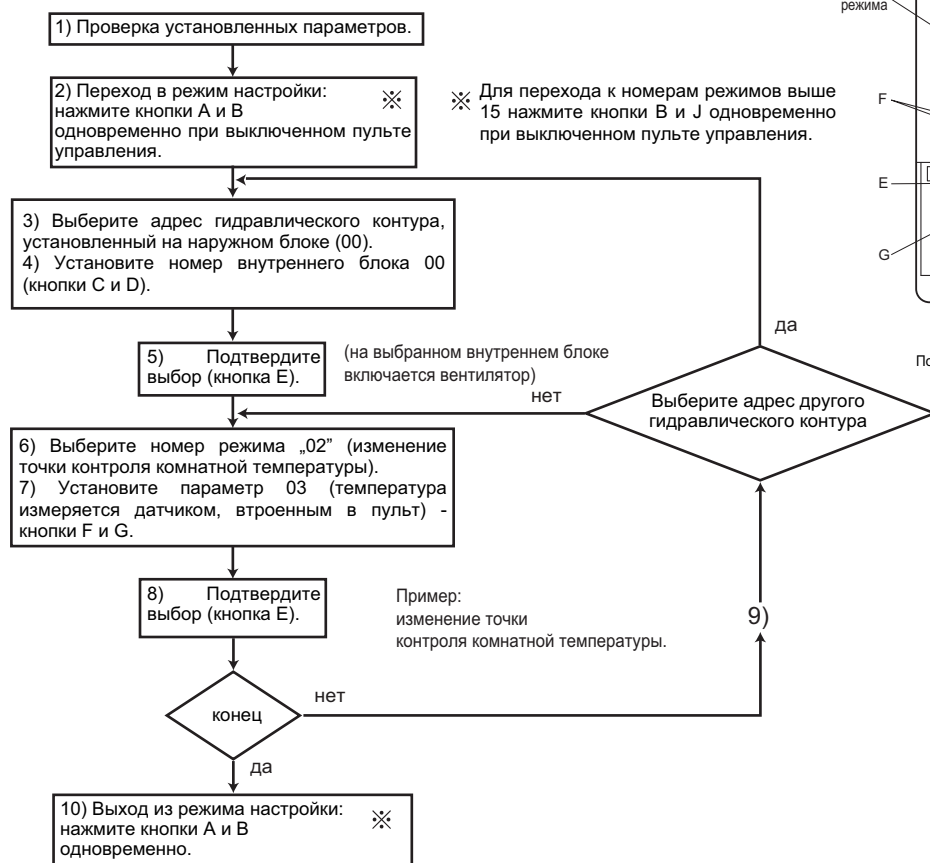 режима
1) Проверка установленных параметров.
2) Переход в режим настройки: ※
нажмите кнопки А и В
одновременно при выключенном пульте
управления.
※ Для перехода к номерам режимов выше
15 нажмите кнопки В и J одновременно
при выключенном пульте управления.
F
E
G
3) Выберите адрес гидравлического контура,
установленный на наружном блоке (00).
4) Установите номер внутреннего блока 00
(кнопки С и D).
да
5) Подтвердите
выбор (кнопка Е).
(на выбранном внутреннем блоке
включается вентилятор)
нет
По
Выберите адрес другого
гидравлического контура
6) Выберите номер режима „02” (изменение
точки контроля комнатной температуры).
7) Установите параметр 03 (температура
измеряется датчиком, втроенным в пульт) -
кнопки F и G.
8) Подтвердите
выбор (кнопка Е).
Пример:
изменение точки
контроля комнатной температуры.
9)
конец
нет
да
10) Выход из режима настройки: ※
нажмите кнопки А и В
одновременно.